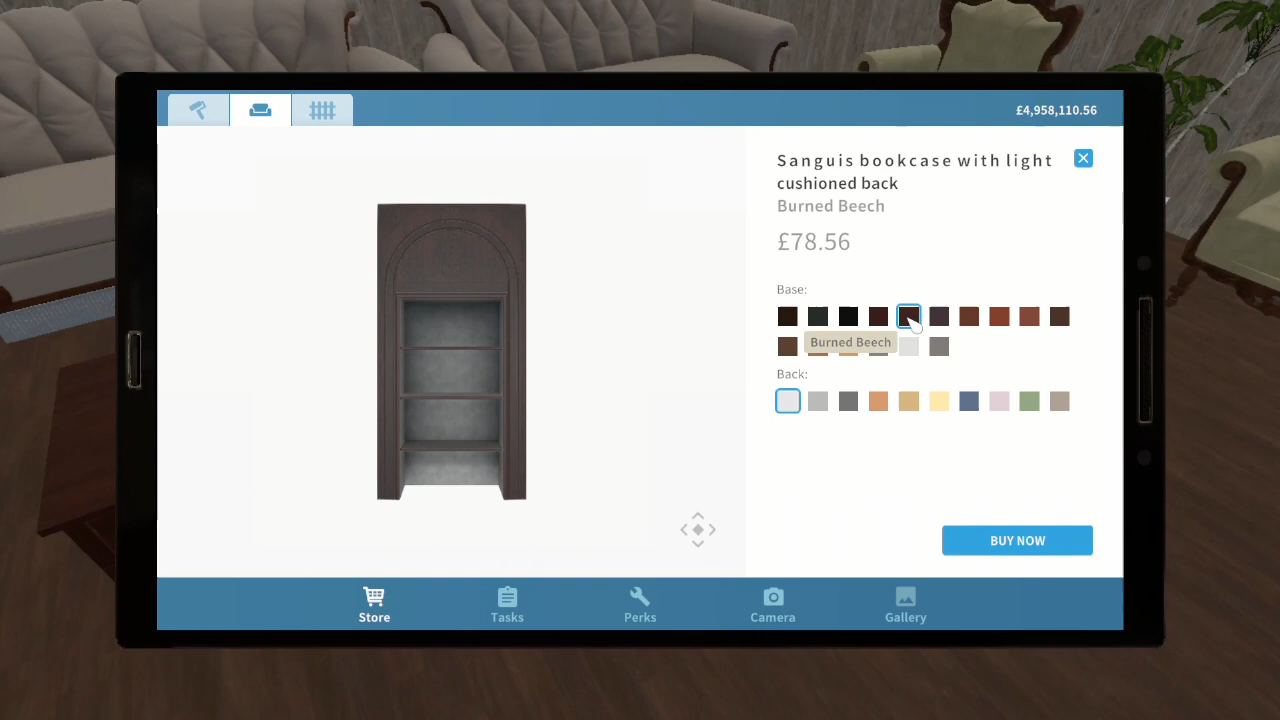 £4,958,110.56
Sanguis bookcase with light
cushioned back
Burned Beech
£78.56
Base:
Burned Beech
Back:
BUY NOW
Store
Tasks
Perks
Camera
Gallery